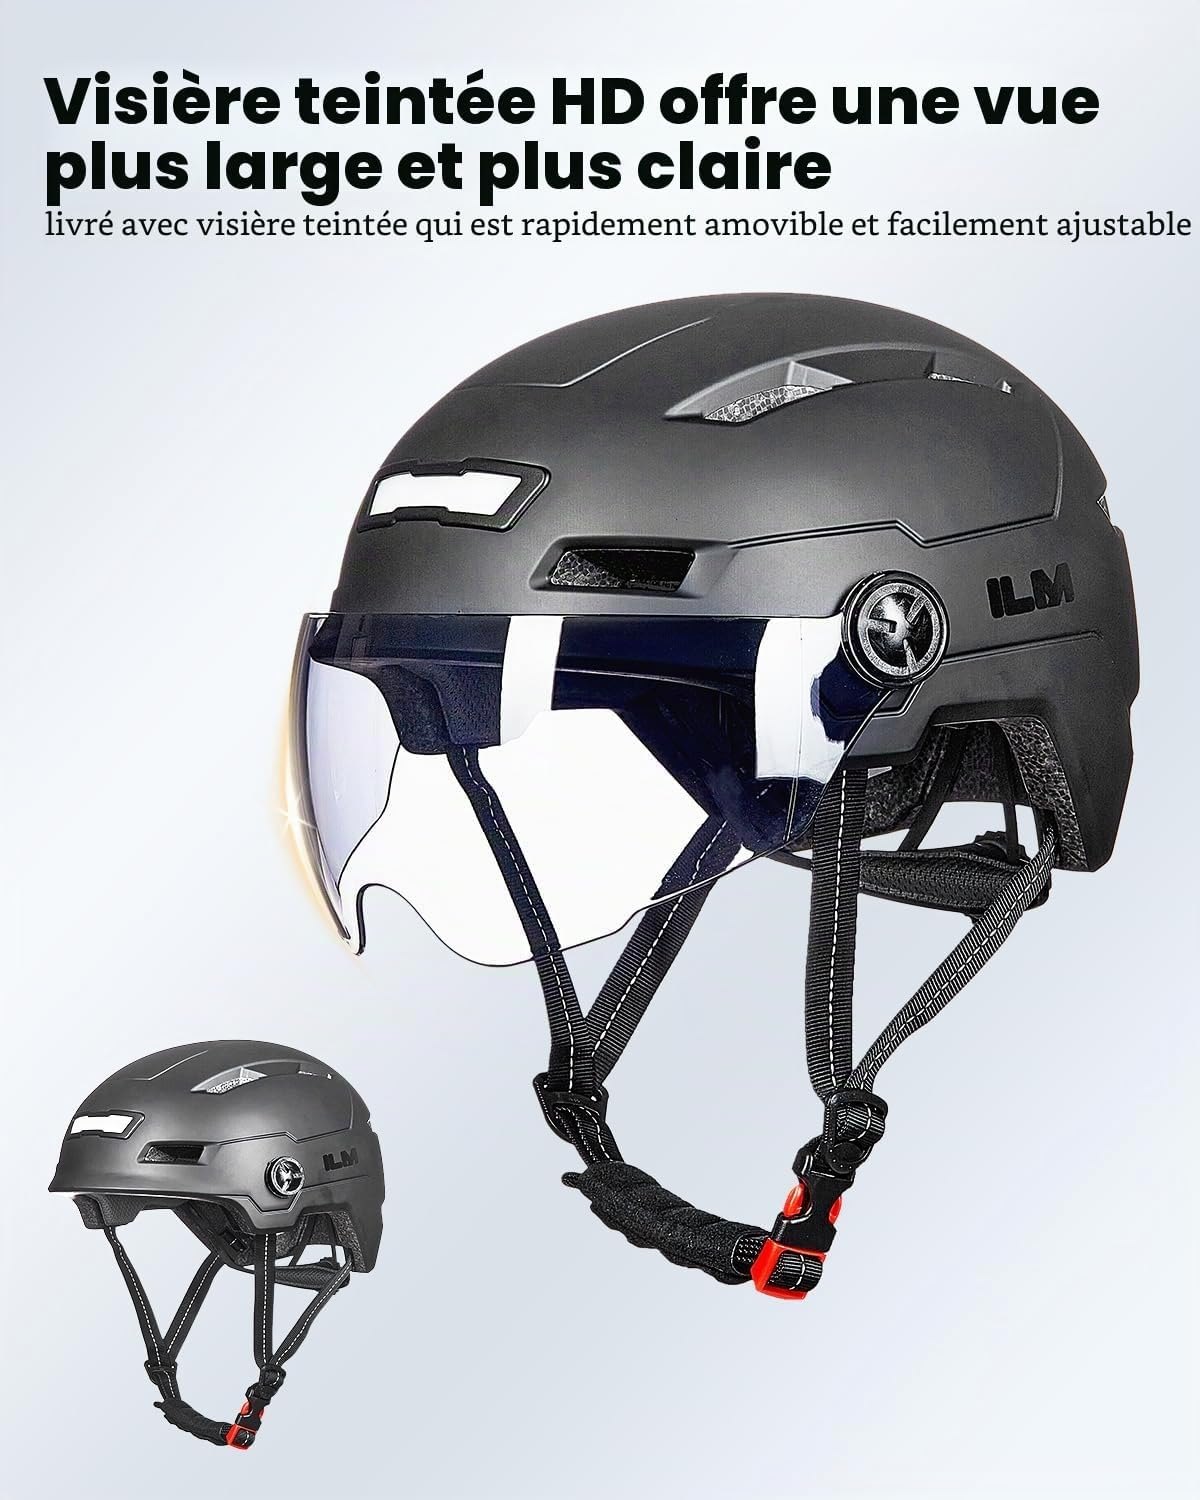 Visière teintée HD offre une vue
plus large et plus claire
livré avec visière teintée qui est rapidement amovible et facilement ajustable
ILM
ILM